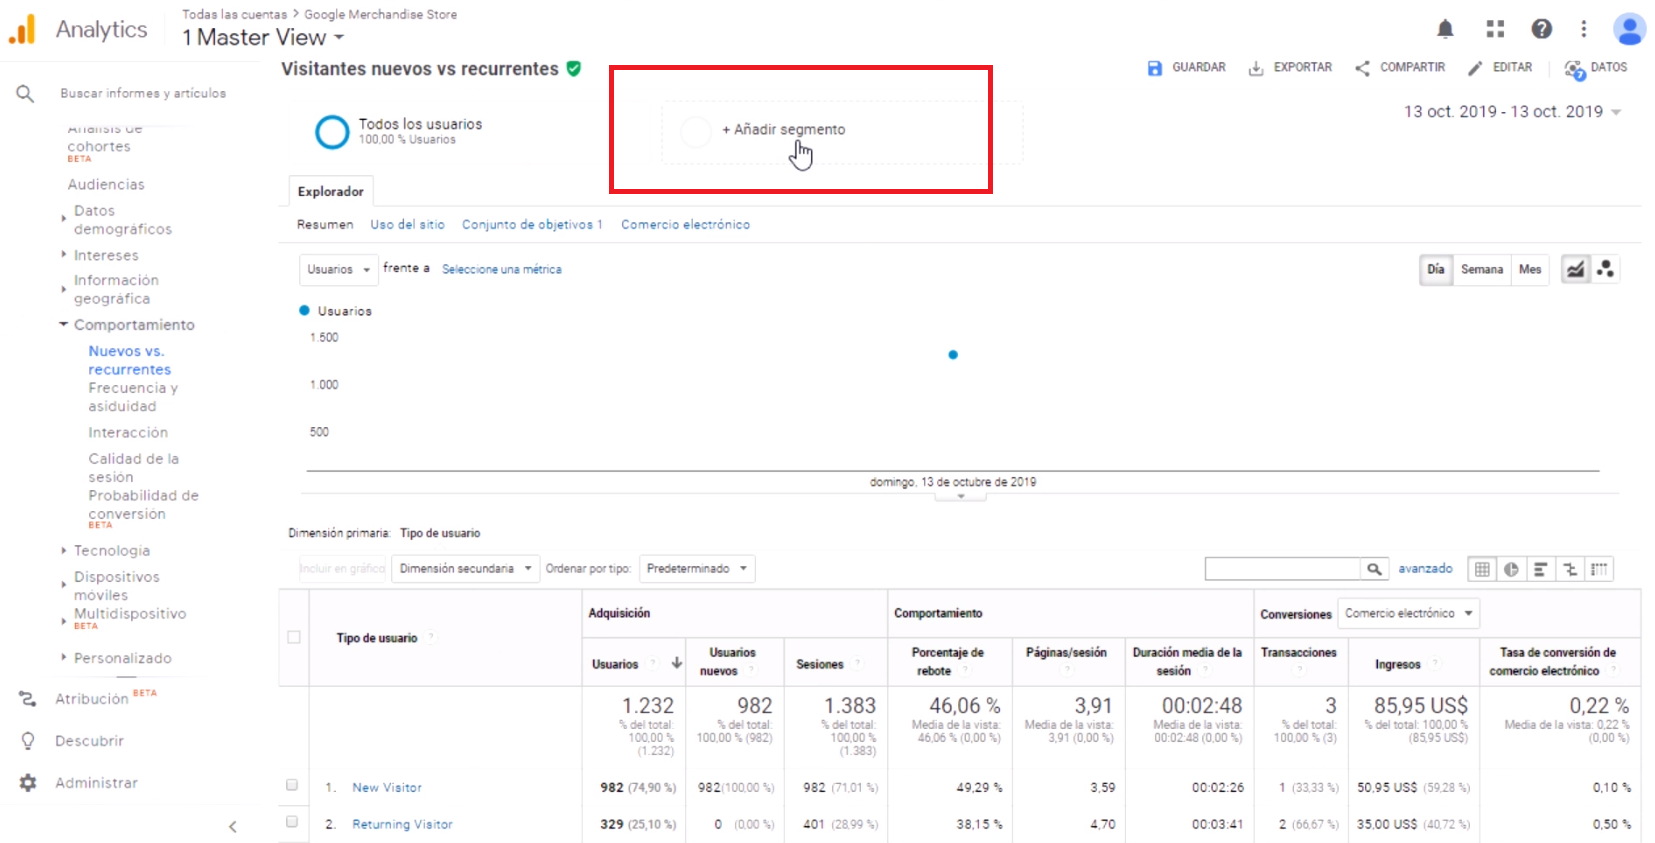 Analytics
Todas las cuentas > Google Merchandise Store
1 Master View
Buscar informes y artículos
Visitantes nuevos vs recurrentes
GUARDAR
EXPORTAR
COMPARTIR
EDITAR
DATOS
Todos los usuarios
100,00 % Usuarios
+ Añadir segmento
13 oct. 2019 - 13 oct. 2019
Análisis de
cohortes
BETA
Audiencias
Datos
demográficos
Intereses
Información
geográfica
Comportamiento
Nuevos vs.
recurrentes
Frecuencia y
asiduidad
Interacción
Calidad de la
sesión
Probabilidad de
conversión
BETA
Tecnología
Dispositivos
móviles
Multidispositivo
BETA
Personalizado
Atribución BETA
Descubrir
Administrar
Explorador
Resumen Uso del sitio Conjunto de objetivos 1 Comercio electrónico
Usuarios frente a Seleccione una métrica
Día Semana Mes
Usuarios
1.500
1.000
500
domingo, 13 de octubre de 2019
Dimensión primaria: Tipo de usuario
Incluir en gráfico Dimensión secundaria Ordenar por tipo: Predeterminado
avanzado
Tipo de usuario ?
Adquisición
Comportamiento
Conversiones Comercio electrónico
Usuarios ?
Usuarios
nuevos ?
Sesiones ?
Porcentaje de
rebote ?
Páginas/sesión
?
Duración media de la
sesión ?
Transacciones
?
Ingresos ?
Tasa de conversión de
comercio electrónico ?
1.232
% del total:
100,00 %
(1.232)
982
% del total:
100,00 % (982)
1.383
% del total:
100,00 %
(1.383)
46,06 %
Media de la vista:
46,06 % (0,00 %)
3,91
Media de la vista:
3,91 (0,00 %)
00:02:48
Media de la vista:
00:02:48 (0,00 %)
3
% del total:
100,00 % (3)
85,95 US$
% del total: 100,00 %
(85,95 US$)
0,22 %
Media de la vista: 0,22 %
(0,00 %)
1. New Visitor 982 (74,90 %) 982(100,00 %) 982 (71,01 %) 49,29 % 3,59 00:02:26 1 (33,33 %) 50,95 US$ (59,28 %) 0,10 %
2. Returning Visitor 329 (25,10 %) 0 (0,00 %) 401 (28,99 %) 38,15 % 4,70 00:03:41 2 (66,67 %) 35,00 US$ (40,72 %) 0,50 %